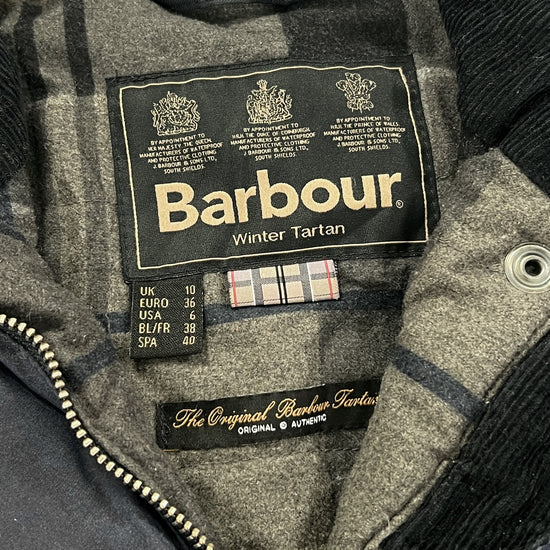 BY APPOINTMENT TO
HER MAJESTY THE QUEEN
MANUFACTURERS OF WATERPROOF
AND PROTECTIVE CLOTHING
J. BARBOUR & SONS LTD,
SOUTH SHIELDS.
BY APPOINTMENT TO
H.R.H. THE DUKE OF EDINBURGH
MANUFACTURERS OF WATERPROOF
AND PROTECTIVE CLOTHING
J. BARBOUR & SONS LTD,
SOUTH SHIELDS.
BY APPOINTMENT TO
H.R.H. THE PRINCE OF WALES
MANUFACTURERS OF WATERPROOF
AND PROTECTIVE CLOTHING
J. BARBOUR & SONS LTD,
SOUTH SHIELDS.
Barbour®
Winter Tartan
UK 10
EURO 36
USA 6
BL/FR 38
SPA 40
The Original Barbour Tartan
ORIGINAL @ AUTHENTIC